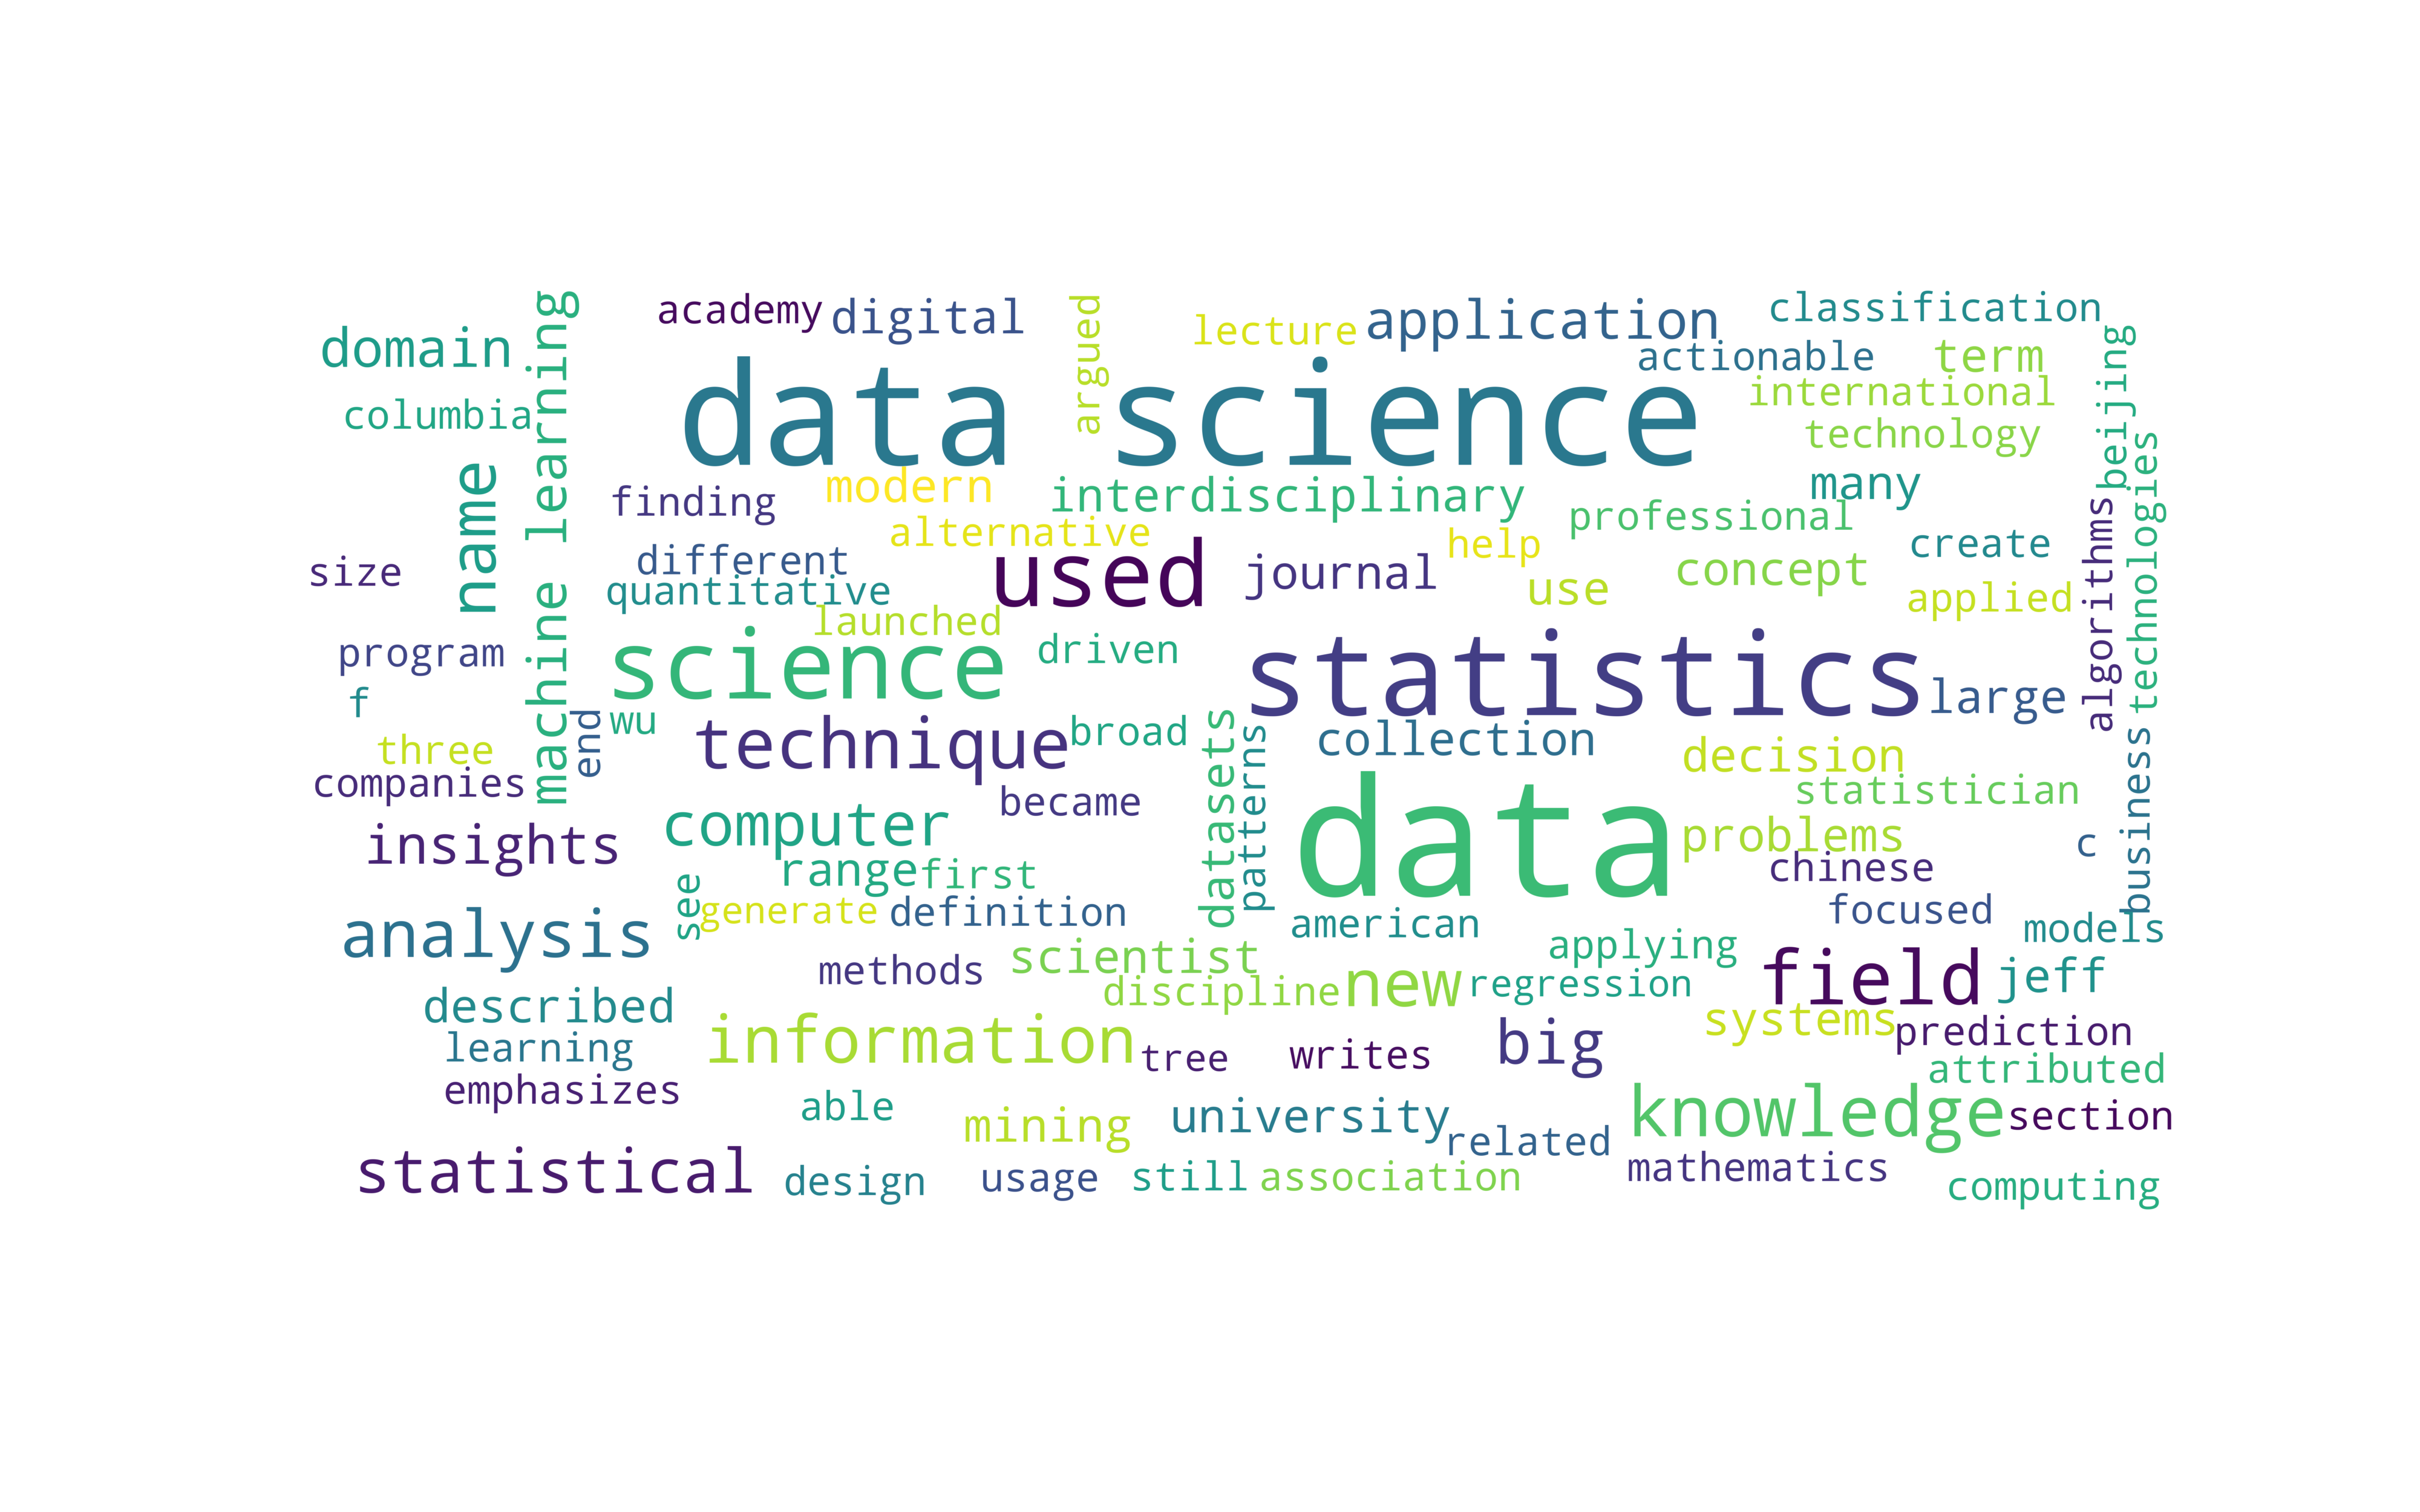 academy
digital
argued
lecture
application
classification
domain
machine learning
data science
actionable
term
international
beijing
columbia
technology
technologies
name
finding
modern
interdisciplinary
many
professional
algorithms
alternative
help
create
size
different
used
journal
use
concept
applied
quantitative
launched
program
science
driven
statistics
large
f
end
wu
technique
broad
datasets
patterns
collection
decision
business
three
companies
statistician
computer
became
data
problems
insights
range
first
chinese
c
see
generate
definition
american
focused
models
analysis
methods
scientist
applying
discipline
new
regression
field
jeff
described
systems
prediction
learning
information
tree
writes
big
attributed
emphasizes
able
mining
university
related
knowledge
section
statistical
design
usage
still
association
mathematics
computing